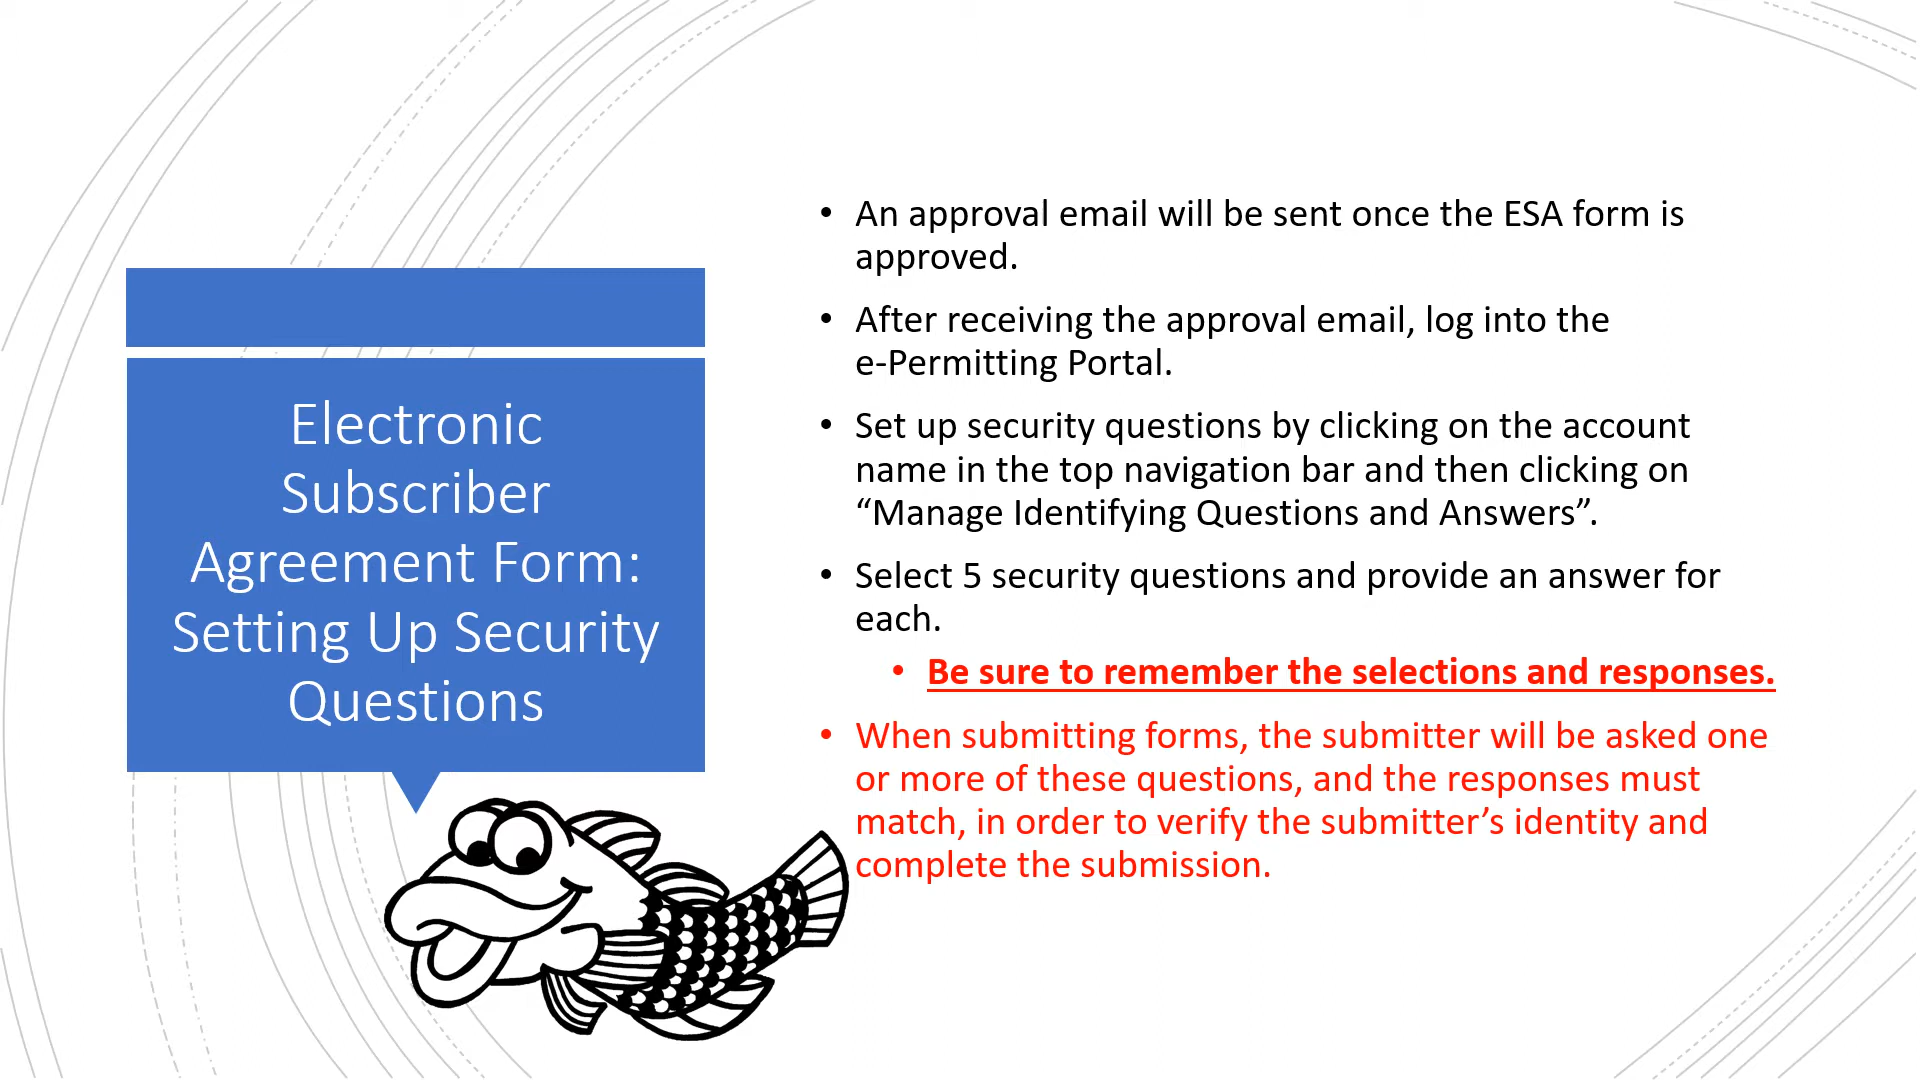 Electronic
Subscriber
Agreement Form:
Setting Up Security
Questions
• An approval email will be sent once the ESA form is
approved.
• After receiving the approval email, log into the
e-Permitting Portal.
• Set up security questions by clicking on the account
name in the top navigation bar and then clicking on
“Manage Identifying Questions and Answers”.
• Select 5 security questions and provide an answer for
each.
• Be sure to remember the selections and responses.
• When submitting forms, the submitter will be asked one
or more of these questions, and the responses must
match, in order to verify the submitter’s identity and
complete the submission.